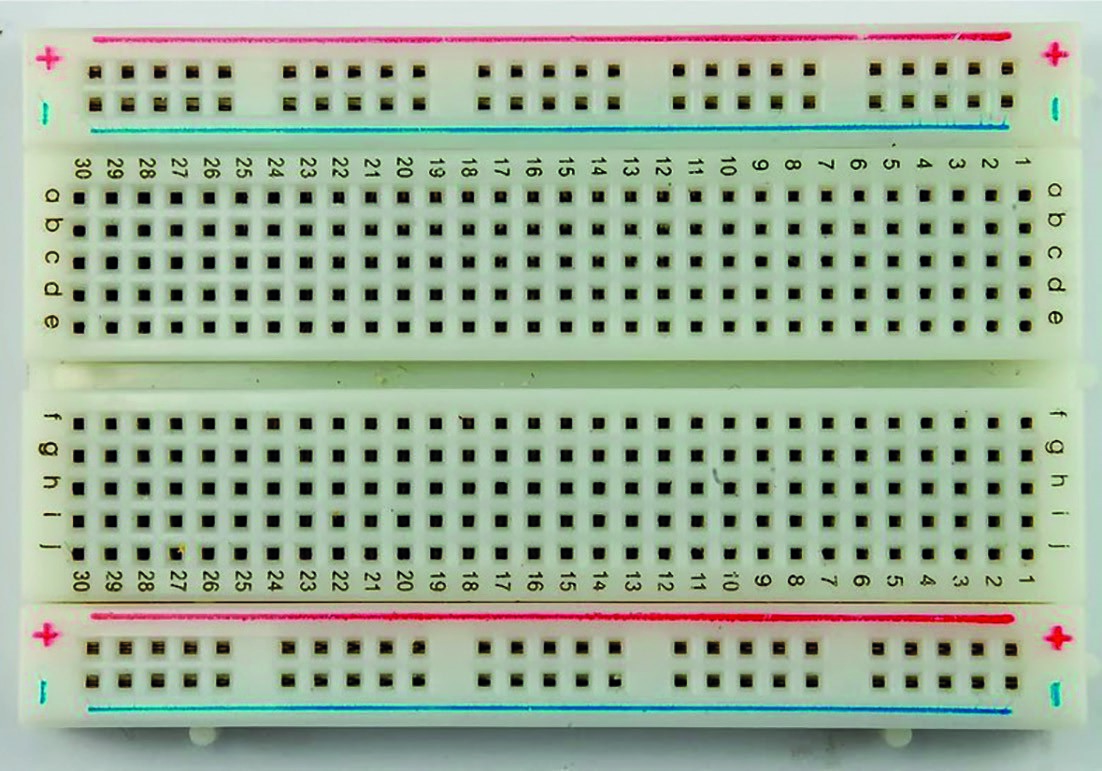 + +
- -
30 29 28 27 26 25 24 23 22 21 20 19 18 17 16 15 14 13 12 11 10 9 8 7 6 5 4 3 2 1
a a
b b
c c
d d
e e
f f
g g
h h
i i
j j
30 29 28 27 26 25 24 23 22 21 20 19 18 17 16 15 14 13 12 11 10 9 8 7 6 5 4 3 2 1
+ +
- -